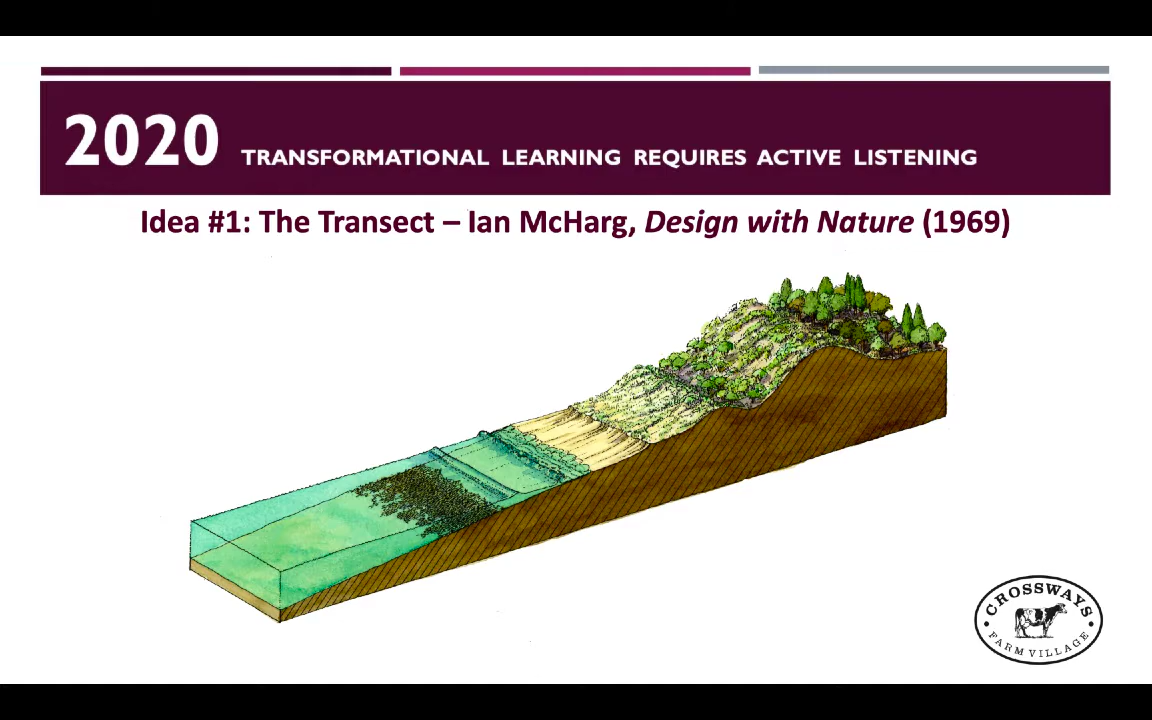 2020 TRANSFORMATIONAL LEARNING REQUIRES ACTIVE LISTENING
Idea #1: The Transect – Ian McHarg, Design with Nature (1969)
CROSSWAYS
FARM VILLAGE